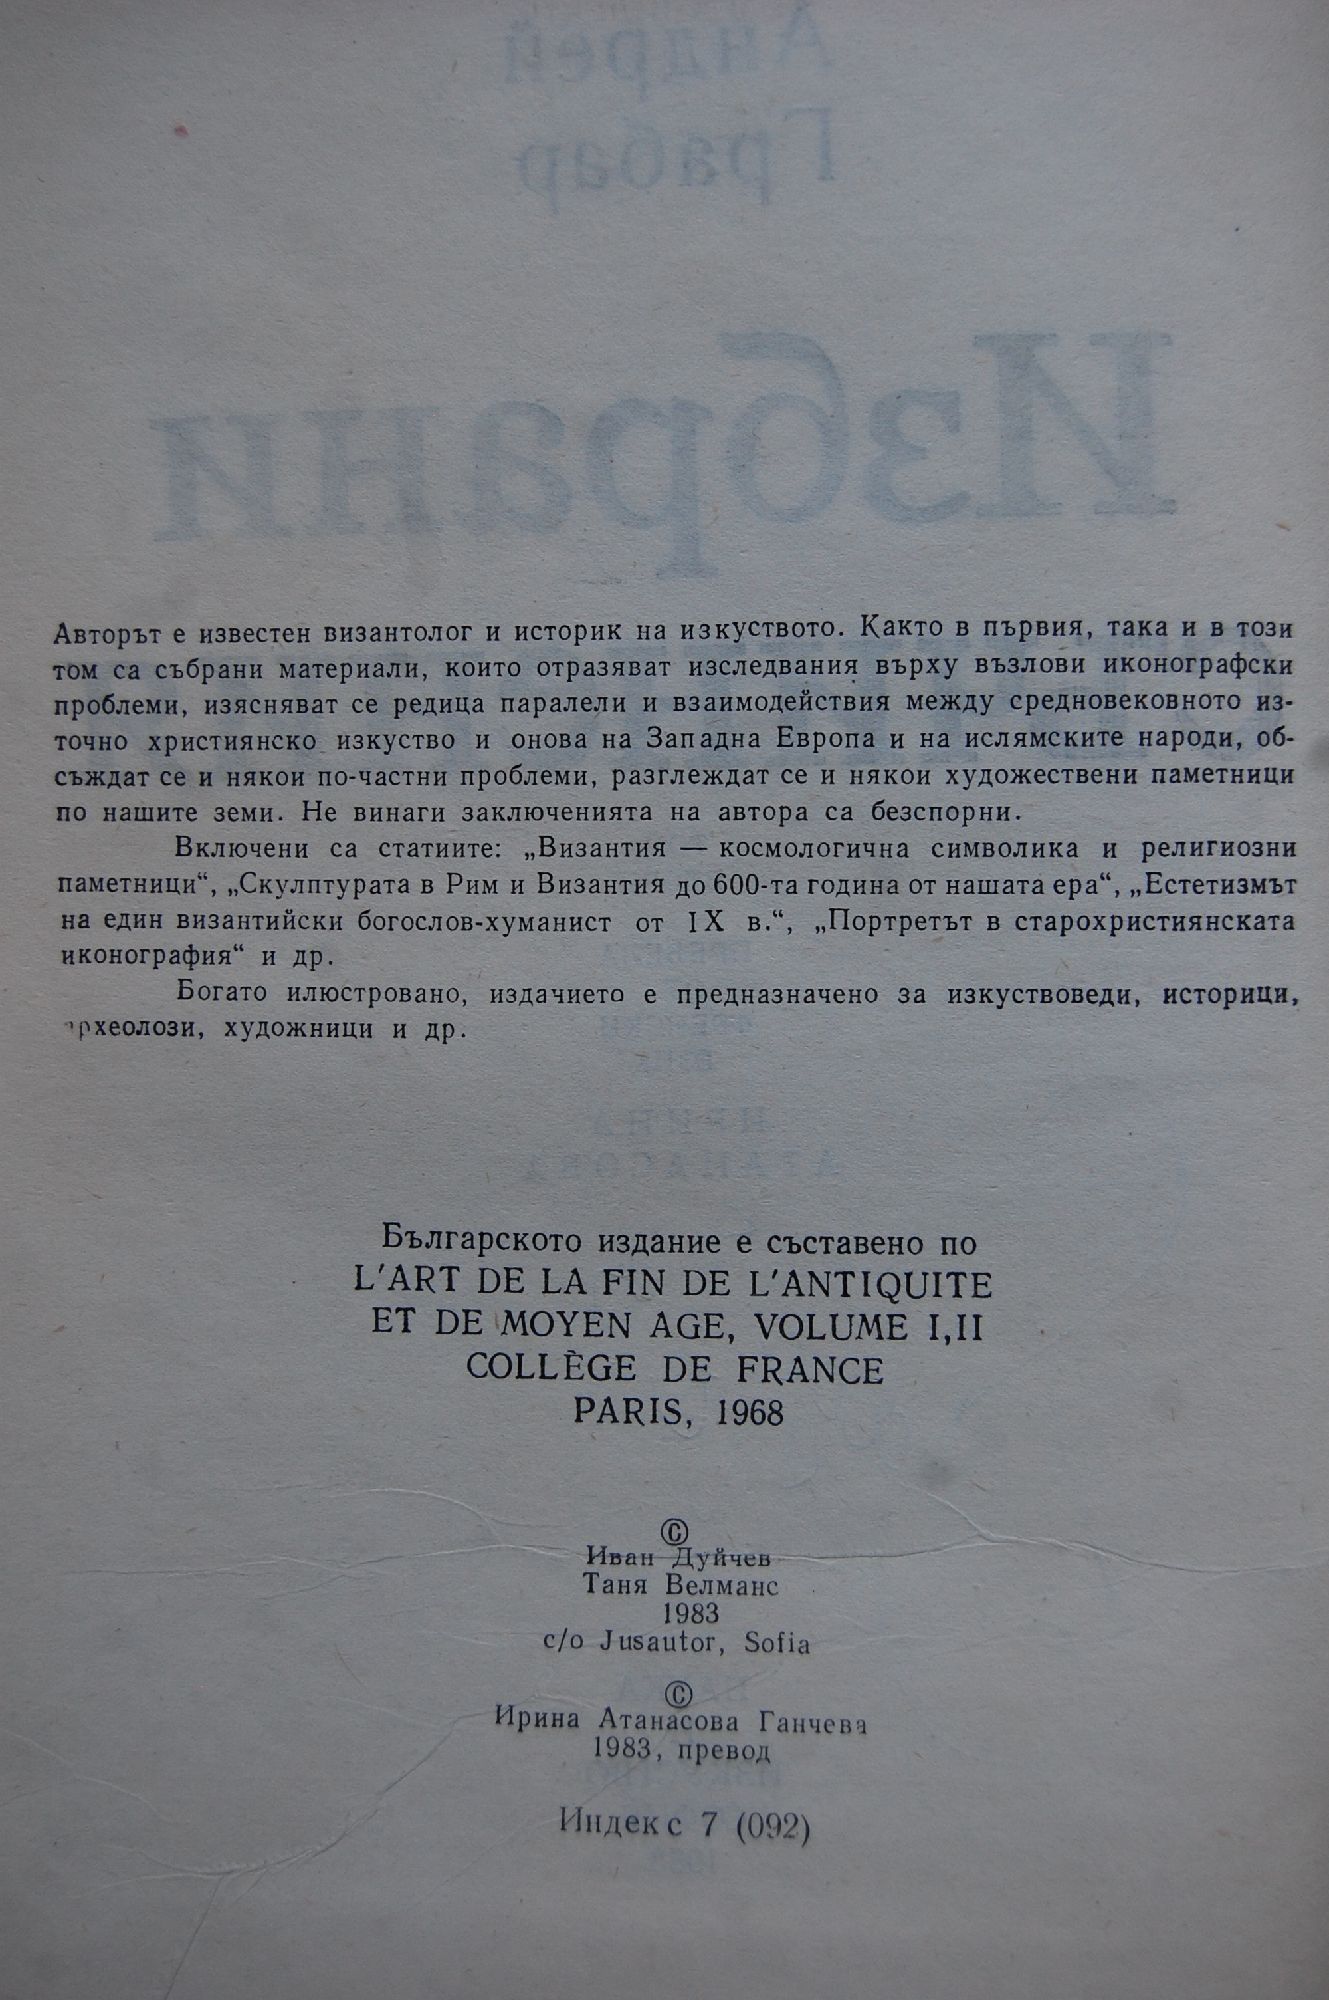 Авторът е известен византолог и историк на изкуството. Както в първия, така и в този
том са събрани материали, които отразяват изследвания върху възлови иконографски
проблеми, изясняват се редица паралели и взаимодействия между средновековното из-
точно християнско изкуство и онова на Западна Европа и на ислямските народи, об-
съждат се и някои по-частни проблеми, разглеждат се и някои художествени паметници
по нашите земи. Не винаги заключенията на автора са безспорни.
Включени са статиите: „Византия — космологична символика и религиозни
паметници“, „Скулптурата в Рим и Византия до 600-та година от нашата ера“, „Естетизмът
на един византийски богослов-хуманист от IX в.“, „Портретът в старохристиянската
иконография“ и др.
Богато илюстровано, издачието е предназначено за изкуствоведи, историци,
археолози, художници и др.
Българското издание е съставено по
L'ART DE LA FIN DE L'ANTIQUITE
ET DE MOYEN AGE, VOLUME I,II
COLLÈGE DE FRANCE
PARIS, 1968
©
Иван Дуйчев
Таня Велманс
1983
c/o Jusautor, Sofia
©
Ирина Атанасова Ганчева
1983, превод
Индекс 7 (092)